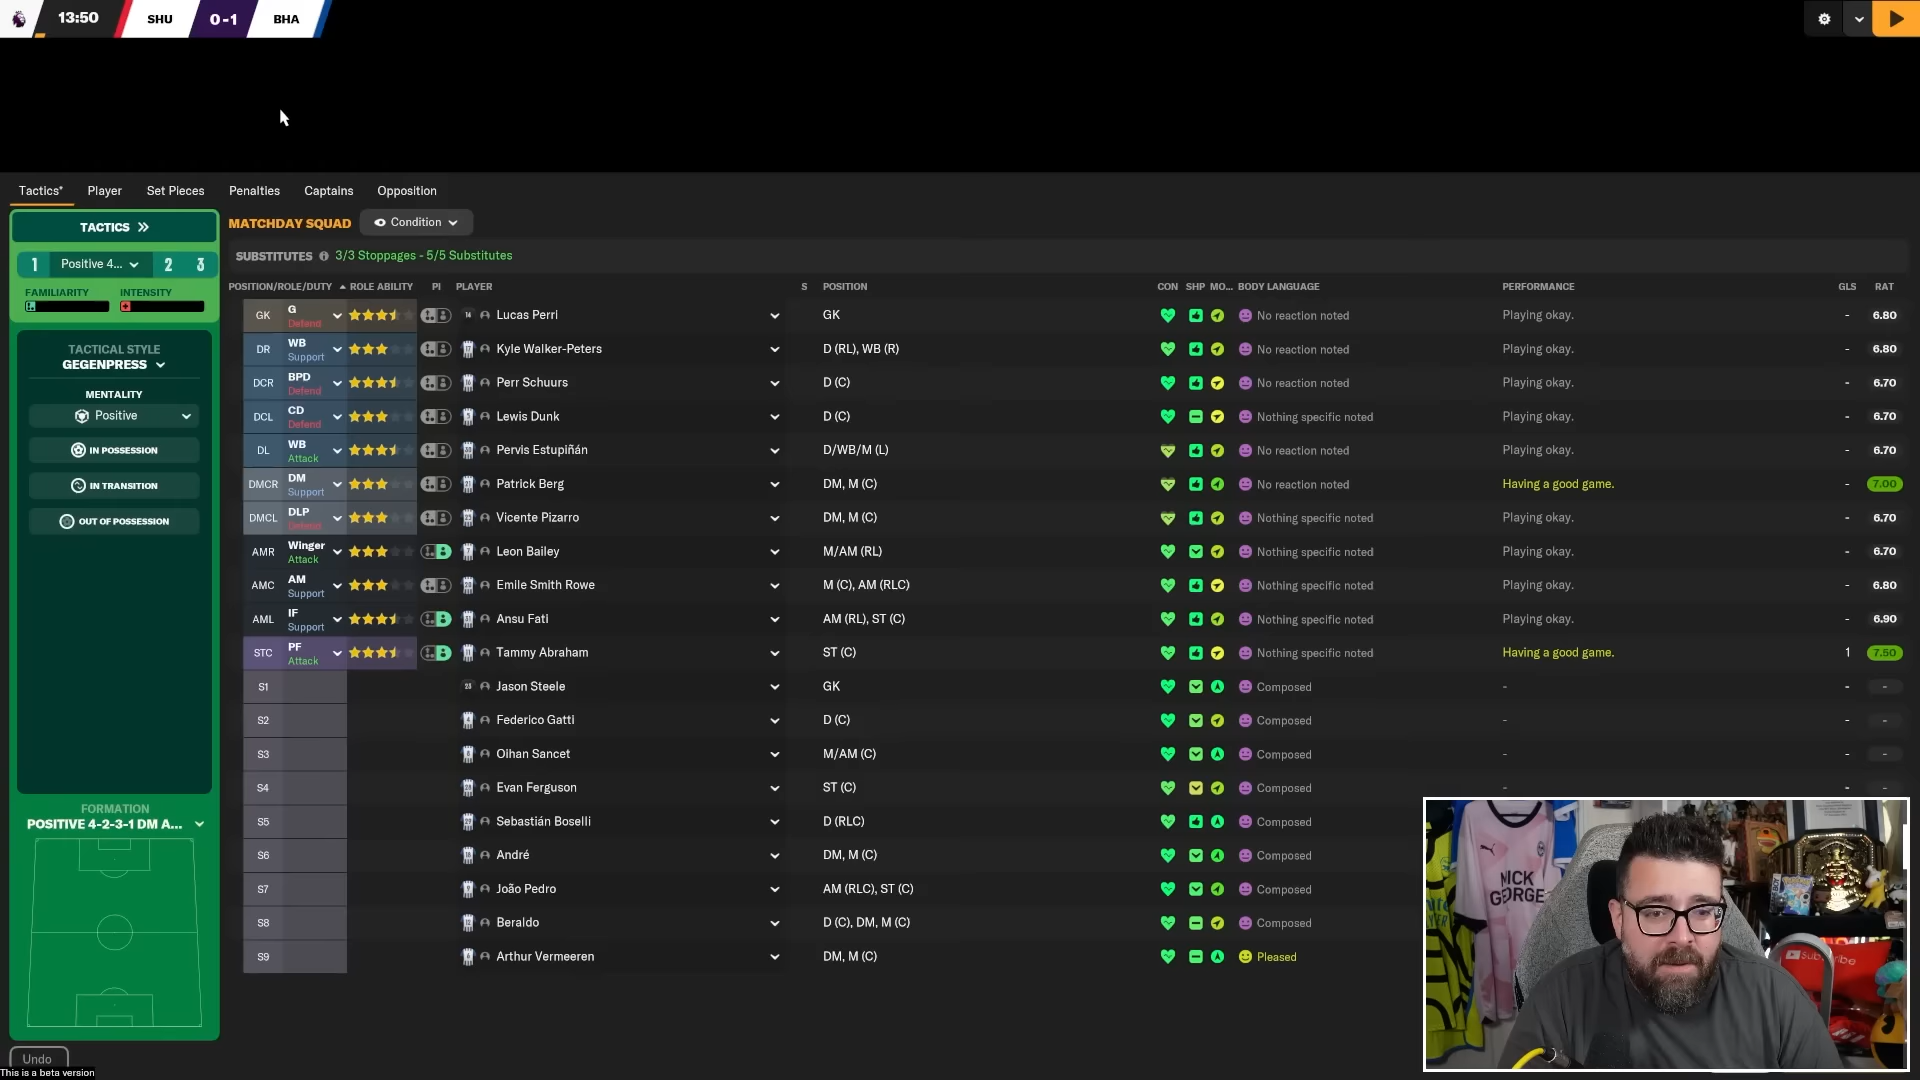 13:50 SHU 0-1 BHA
Tactics* Player Set Pieces Penalties Captains Opposition
TACTICS
MATCHDAY SQUAD Condition
1 Positive 4... 2 3
SUBSTITUTES 3/3 Stoppages - 5/5 Substitutes
FAMILIARITY INTENSITY
POSITION/ROLE/DUTY ROLE ABILITY PI PLAYER S POSITION CON SHP MO... BODY LANGUAGE PERFORMANCE GLS RAT
GK G Defend Lucas Perri GK No reaction noted Playing okay. - 6.80
DR WB Support Kyle Walker-Peters D (RL), WB (R) No reaction noted Playing okay. - 6.80
DCR BPD Defend Perr Schuurs D (C) No reaction noted Playing okay. - 6.70
DCL CD Defend Lewis Dunk D (C) Nothing specific noted Playing okay. - 6.70
DL WB Attack Pervis Estupiñán D/WB/M (L) No reaction noted Playing okay. - 6.70
DMCR DM Support Patrick Berg DM, M (C) No reaction noted Having a good game. - 7.00
DMCL DLP Defend Vicente Pizarro DM, M (C) Nothing specific noted Playing okay. - 6.70
AMR Winger Attack Leon Bailey M/AM (RL) Nothing specific noted Playing okay. - 6.70
AMC AM Support Emile Smith Rowe M (C), AM (RLC) Nothing specific noted Playing okay. - 6.80
AML IF Support Ansu Fati AM (RL), ST (C) Nothing specific noted Playing okay. - 6.90
STC PF Attack Tammy Abraham ST (C) Nothing specific noted Having a good game. 1 7.50
S1 Jason Steele GK Composed - - -
S2 Federico Gatti D (C) Composed - - -
S3 Oihan Sancet M/AM (C) Composed - - -
S4 Evan Ferguson ST (C) Composed - - -
S5 Sebastián Boselli D (RLC) Composed
S6 André DM, M (C) Composed
S7 João Pedro AM (RLC), ST (C) Composed
S8 Beraldo D (C), DM, M (C) Composed
S9 Arthur Vermeeren DM, M (C) Pleased
TACTICAL STYLE
GEGENPRESS
MENTALITY
Positive
IN POSSESSION
IN TRANSITION
OUT OF POSSESSION
FORMATION
POSITIVE 4-2-3-1 DM A...
Undo
This is a beta version
NICK
GEORGE